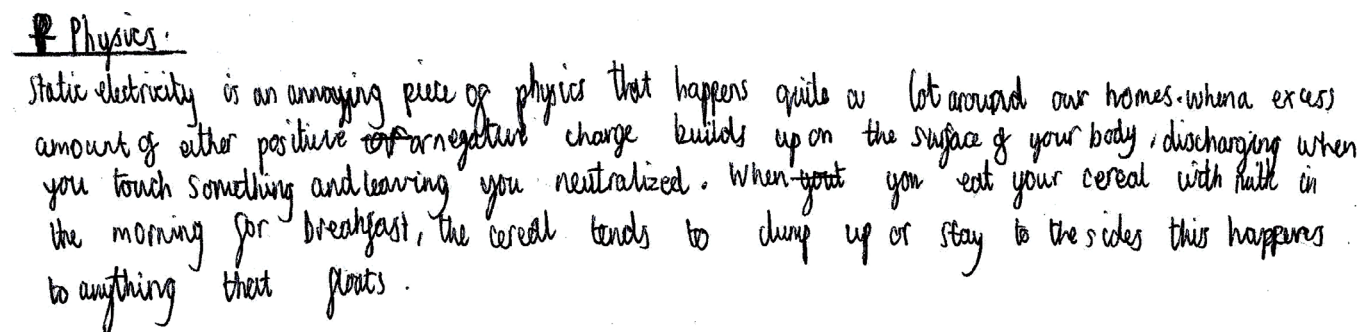 Physics.
Static electricity is an annoying piece of physics that happens quite a lot around our homes. when a excess
amount of either positive or negative charge builds up on the surface of your body, discharging when
you touch something and leaving you neutralized. When you eat your cereal with milk in
the morning for breakfast, the cereal tends to clump up or stay to the sides this happens
to anything that floats.